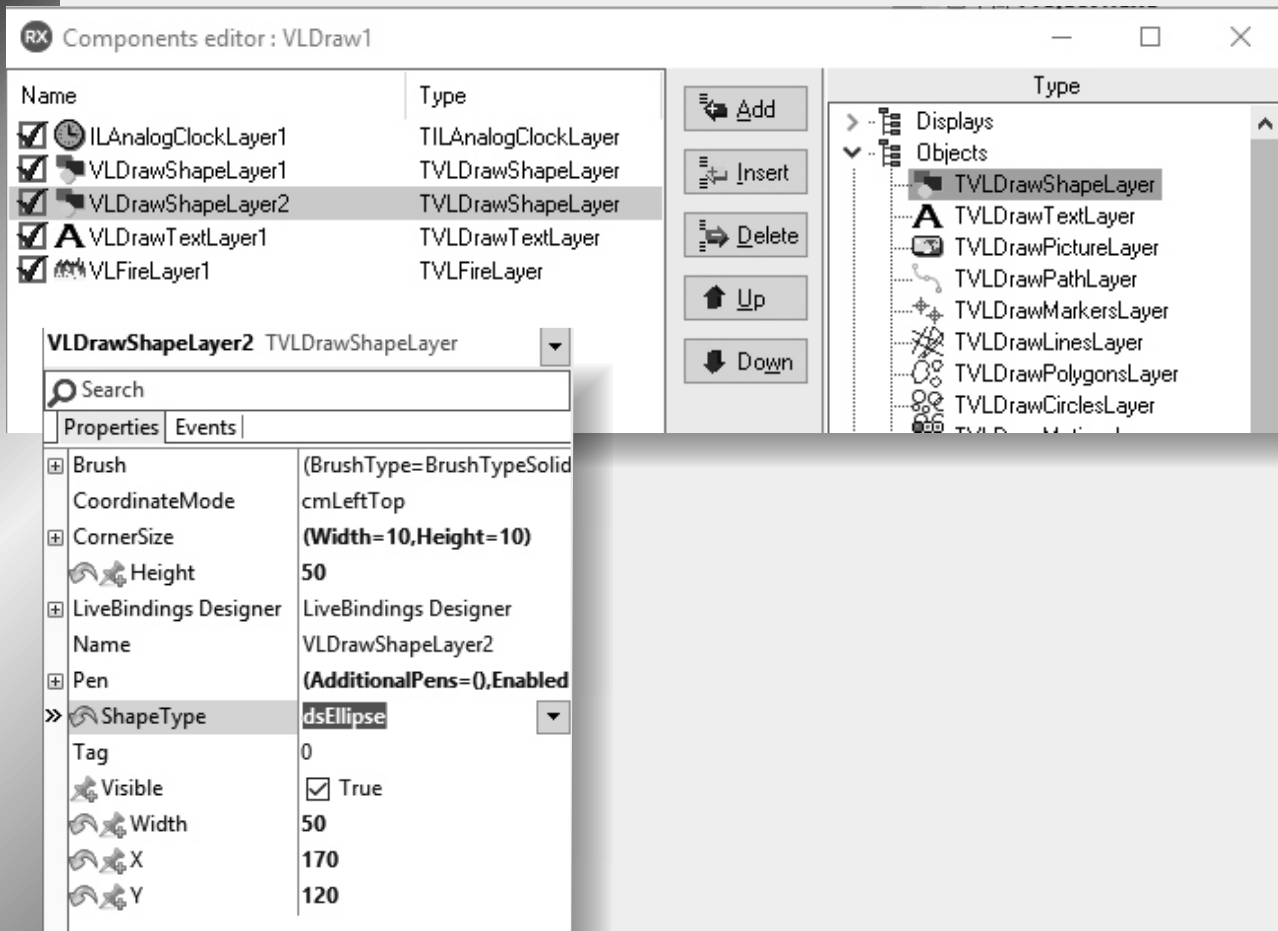 RX Components editor : VLDraw1
Name Type
ILAnalogClockLayer1 TILAnalogClockLayer
VLDrawShapeLayer1 TVLDrawShapeLayer
VLDrawShapeLayer2 TVLDrawShapeLayer
A VLDrawTextLayer1 TVLDrawTextLayer
VLFireLayer1 TVLFireLayer
Add
Insert
Delete
Up
Down
Type
Displays
Objects
TVLDrawShapeLayer
A TVLDrawTextLayer
TVLDrawPictureLayer
TVLDrawPathLayer
TVLDrawMarkersLayer
TVLDrawLinesLayer
TVLDrawPolygonsLayer
TVLDrawCirclesLayer
VLDrawShapeLayer2 TVLDrawShapeLayer
Search
Properties Events
Brush (BrushType=BrushTypeSolid
CoordinateMode cmLeftTop
CornerSize (Width=10,Height=10)
Height 50
LiveBindings Designer LiveBindings Designer
Name VLDrawShapeLayer2
Pen (AdditionalPens=(),Enabled
ShapeType dsEllipse
Tag 0
Visible True
Width 50
X 170
Y 120